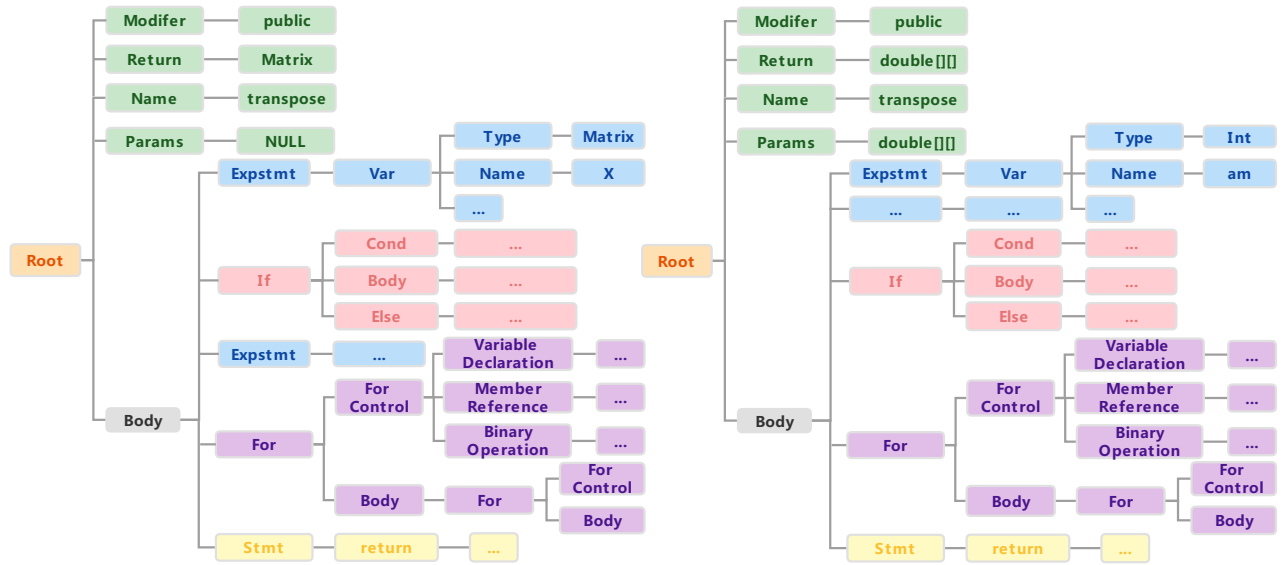 Modifer
public
Return
Matrix
Name
transpose
Params
NULL
Expstmt
Var
Type
Matrix
Name
X
...
Root
If
Cond
...
Body
...
Else
...
Expstmt
...
Body
For
For
Control
Variable
Declaration
...
Member
Reference
...
Binary
Operation
...
Body
For
For
Control
Body
Stmt
return
...
Modifer
public
Return
double[][]
Name
transpose
Params
double[][]
Expstmt
Var
Type
Int
Name
am
...
...
...
Root
If
Cond
...
Body
...
Else
...
Body
For
For
Control
Variable
Declaration
...
Member
Reference
...
Binary
Operation
...
Body
For
For
Control
Body
Stmt
return
...